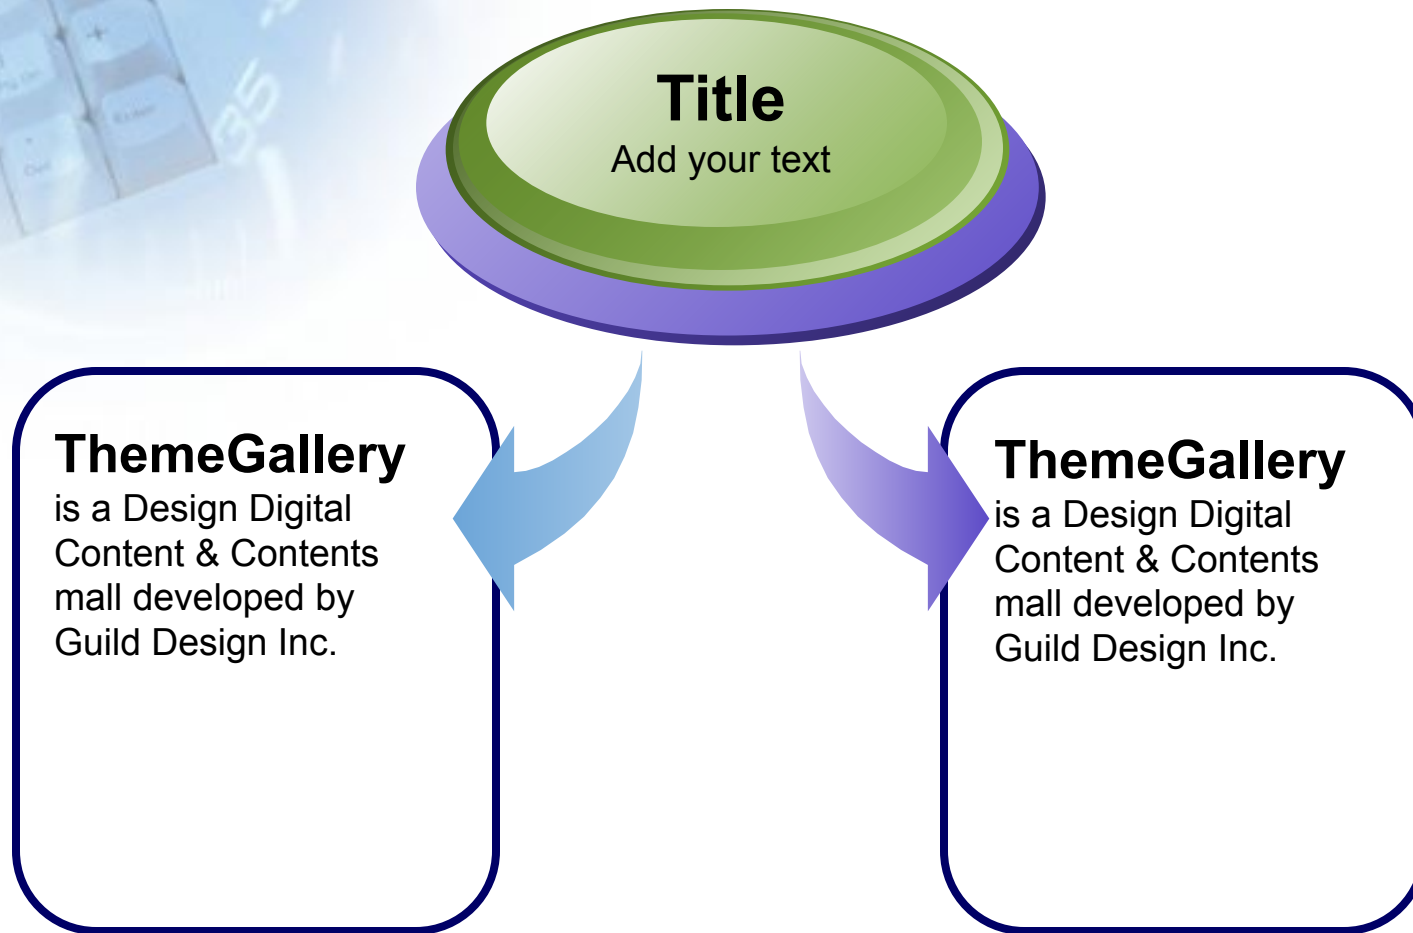 Title
Add your text
ThemeGallery
is a Design Digital
Content & Contents
mall developed by
Guild Design Inc.
ThemeGallery
is a Design Digital
Content & Contents
mall developed by
Guild Design Inc.